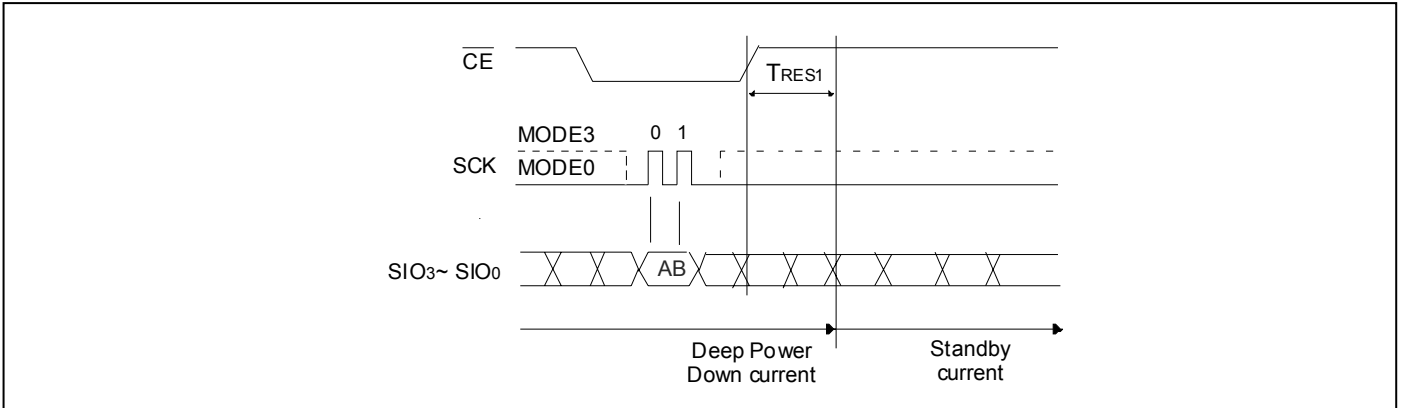 CE
TRES1
MODE3 0 1
SCK MODE0
SIO3~ SIO0 AB
Deep Power Standby
Down current current